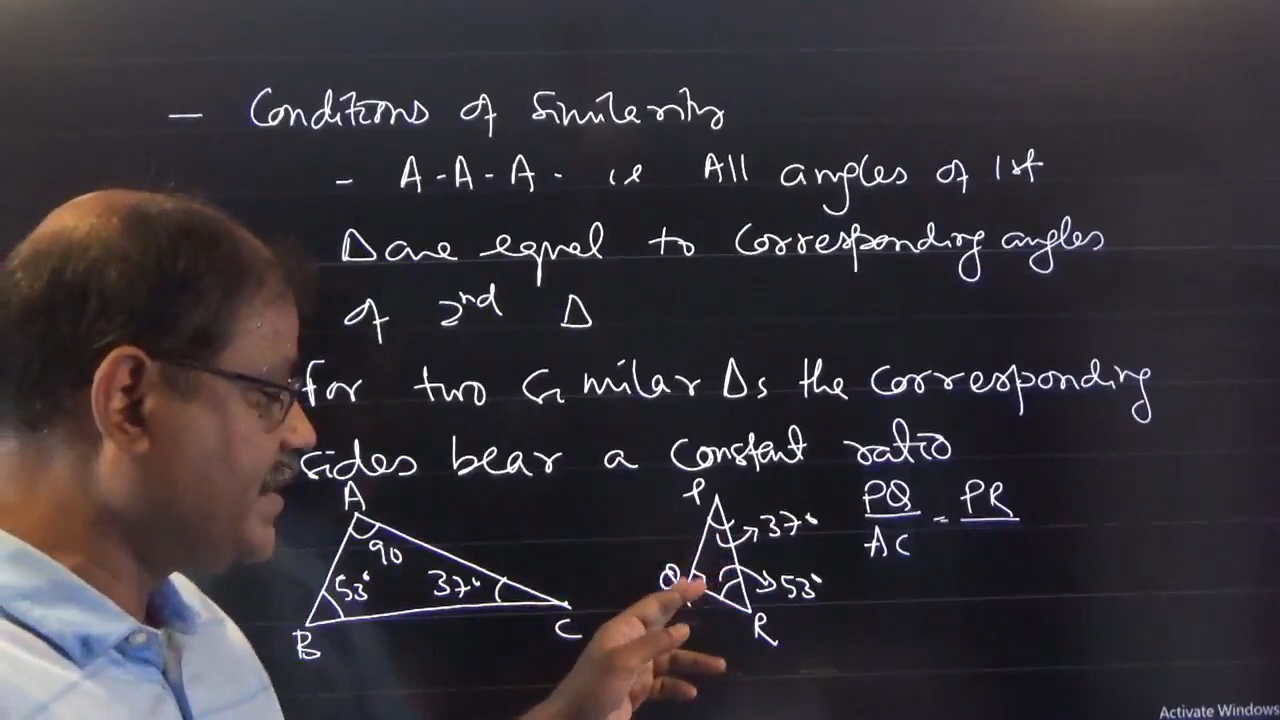 - Conditions of Similarity
- A-A-A- ie All angles of 1st
Δ are equal to corresponding angles
of 2nd Δ
For two Similar Δs the corresponding
sides bear a constant ratio
A
90
53°
37°
B
C
P
37°
Q
53°
R
PQ/AC = PR/
Activate Windows